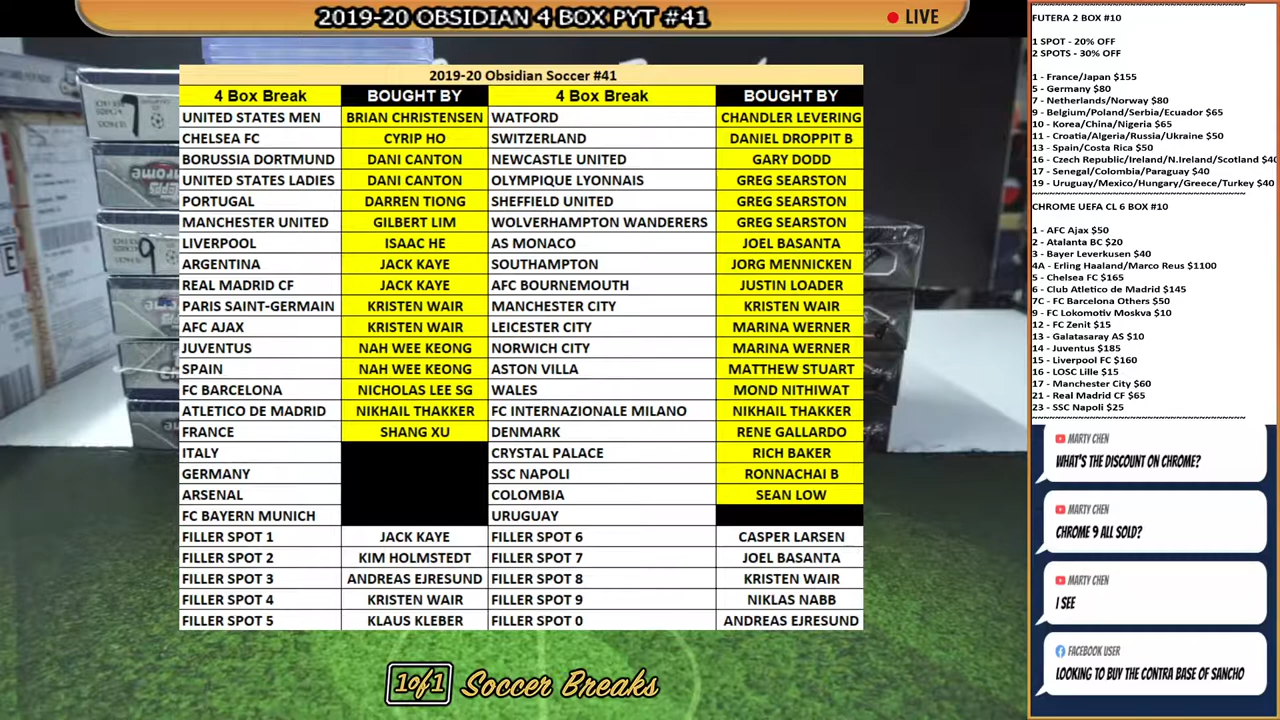 2019-20 OBSIDIAN 4 BOX PYT #41
LIVE
2019-20 Obsidian Soccer #41
4 Box Break BOUGHT BY 4 Box Break BOUGHT BY
UNITED STATES MEN BRIAN CHRISTENSEN WATFORD CHANDLER LEVERING
CHELSEA FC CYRIP HO SWITZERLAND DANIEL DROPPIT B
BORUSSIA DORTMUND DANI CANTON NEWCASTLE UNITED GARY DODD
UNITED STATES LADIES DANI CANTON OLYMPIQUE LYONNAIS GREG SEARSTON
PORTUGAL DARREN TIONG SHEFFIELD UNITED GREG SEARSTON
MANCHESTER UNITED GILBERT LIM WOLVERHAMPTON WANDERERS GREG SEARSTON
LIVERPOOL ISAAC HE AS MONACO JOEL BASANTA
ARGENTINA JACK KAYE SOUTHAMPTON JORG MENNICKEN
REAL MADRID CF JACK KAYE AFC BOURNEMOUTH JUSTIN LOADER
PARIS SAINT-GERMAIN KRISTEN WAIR MANCHESTER CITY KRISTEN WAIR
AFC AJAX KRISTEN WAIR LEICESTER CITY MARINA WERNER
JUVENTUS NAH WEE KEONG NORWICH CITY MARINA WERNER
SPAIN NAH WEE KEONG ASTON VILLA MATTHEW STUART
FC BARCELONA NICHOLAS LEE SG WALES MOND NITHIWAT
ATLETICO DE MADRID NIKHAIL THAKKER FC INTERNAZIONALE MILANO NIKHAIL THAKKER
FRANCE SHANG XU DENMARK RENE GALLARDO
ITALY CRYSTAL PALACE RICH BAKER
GERMANY SSC NAPOLI RONNACHAI B
ARSENAL COLOMBIA SEAN LOW
FC BAYERN MUNICH URUGUAY
FILLER SPOT 1 JACK KAYE FILLER SPOT 6 CASPER LARSEN
FILLER SPOT 2 KIM HOLMSTEDT FILLER SPOT 7 JOEL BASANTA
FILLER SPOT 3 ANDREAS EJRESUND FILLER SPOT 8 KRISTEN WAIR
FILLER SPOT 4 KRISTEN WAIR FILLER SPOT 9 NIKLAS NABB
FILLER SPOT 5 KLAUS KLEBER FILLER SPOT 0 ANDREAS EJRESUND
1of1 Soccer Breaks
FUTERA 2 BOX #10
1 SPOT - 20% OFF
2 SPOTS - 30% OFF
1 - France/Japan $155
5 - Germany $80
7 - Netherlands/Norway $80
9 - Belgium/Poland/Serbia/Ecuador $65
10 - Korea/China/Nigeria $65
11 - Croatia/Algeria/Russia/Ukraine $50
13 - Spain/Costa Rica $50
16 - Czech Republic/Ireland/N.Ireland/Scotland $40
17 - Senegal/Colombia/Paraguay $40
19 - Uruguay/Mexico/Hungary/Greece/Turkey $40
CHROME UEFA CL 6 BOX #10
1 - AFC Ajax $50
2 - Atalanta BC $20
3 - Bayer Leverkusen $40
4A - Erling Haaland/Marco Reus $1100
5 - Chelsea FC $165
6 - Club Atletico de Madrid $145
7C - FC Barcelona Others $50
9 - FC Lokomotiv Moskva $10
12 - FC Zenit $15
13 - Galatasaray AS $10
14 - Juventus $185
15 - Liverpool FC $160
16 - LOSC Lille $15
17 - Manchester City $60
21 - Real Madrid CF $65
23 - SSC Napoli $25
MARTY CHEN
WHAT'S THE DISCOUNT ON CHROME?
MARTY CHEN
CHROME 9 ALL SOLD?
MARTY CHEN
I SEE
FACEBOOK USER
LOOKING TO BUY THE CONTRA BASE OF SANCHO